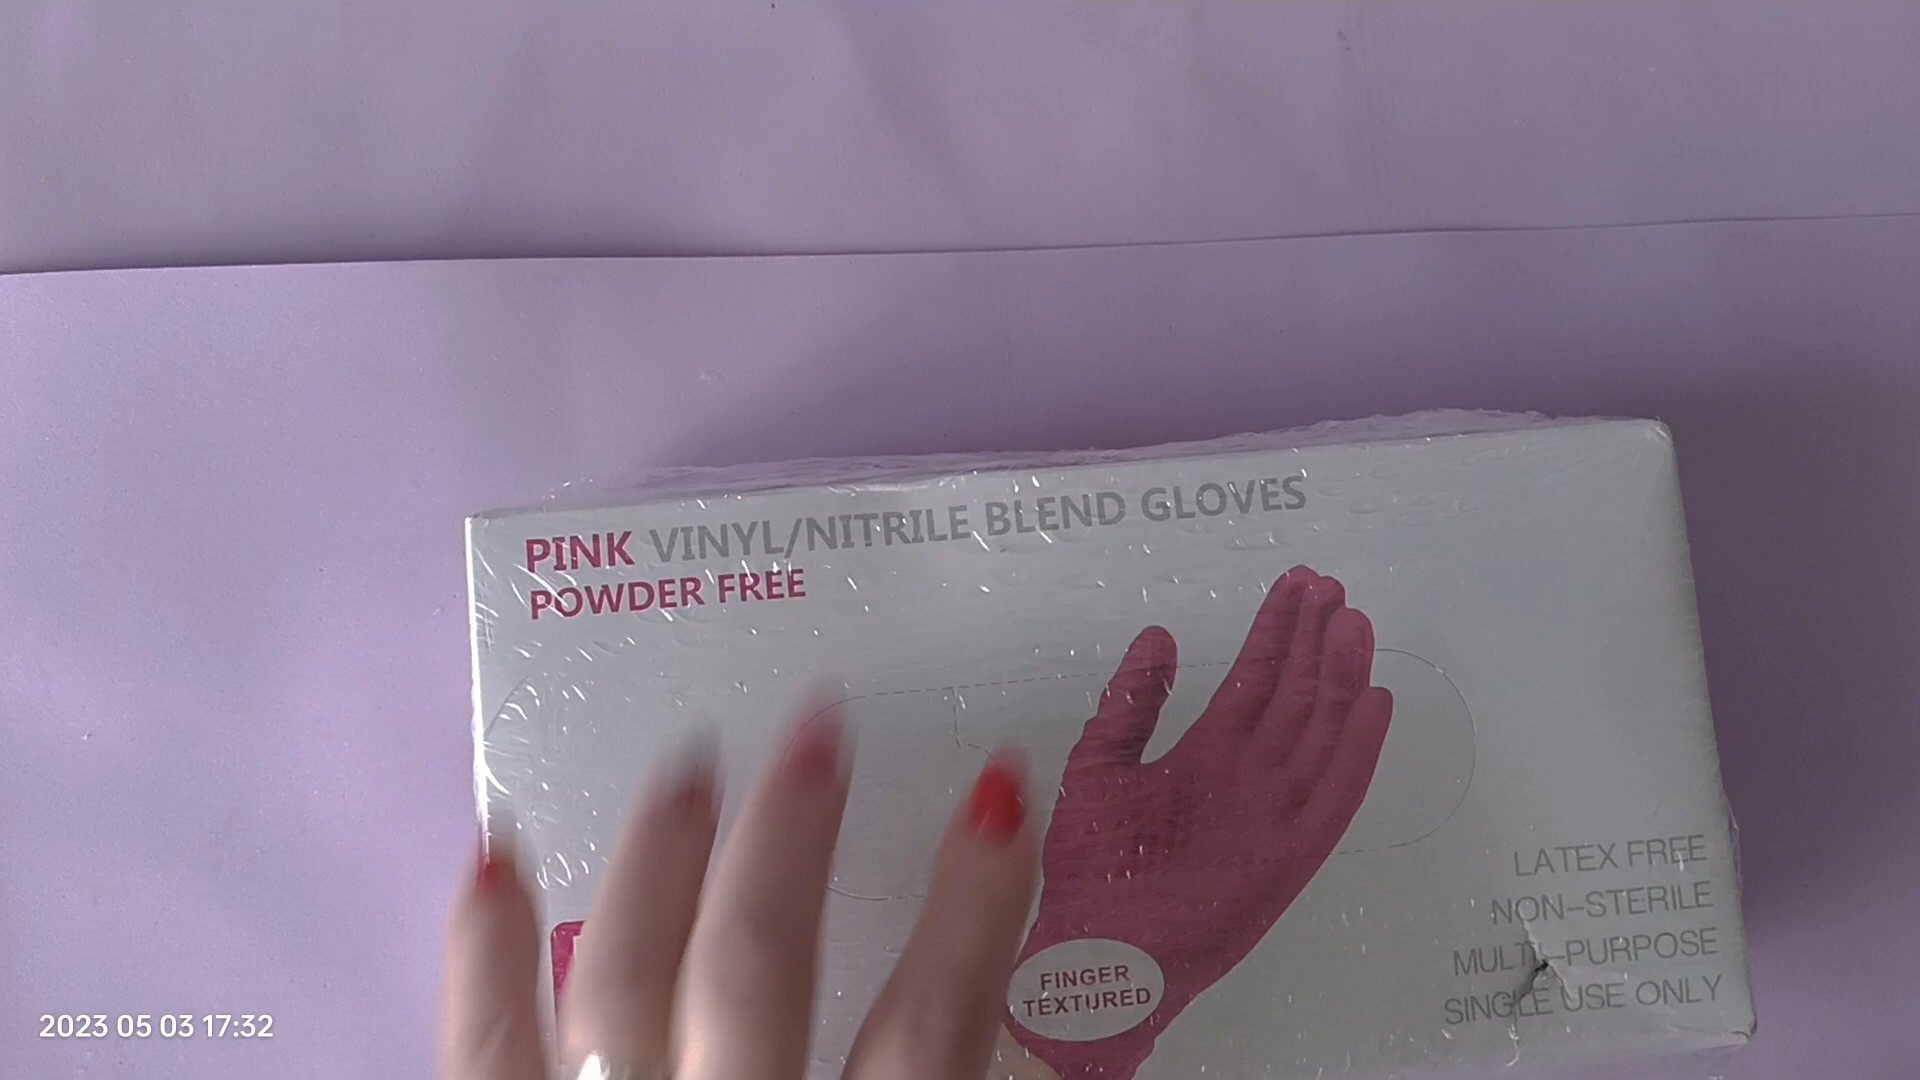 PINK VINYL/NITRILE BLEND GLOVES
POWDER FREE
LATEX FREE
NON-STERILE
MULTI-PURPOSE
SINGLE USE ONLY
FINGER
TEXTURED
2023 05 03 17:32